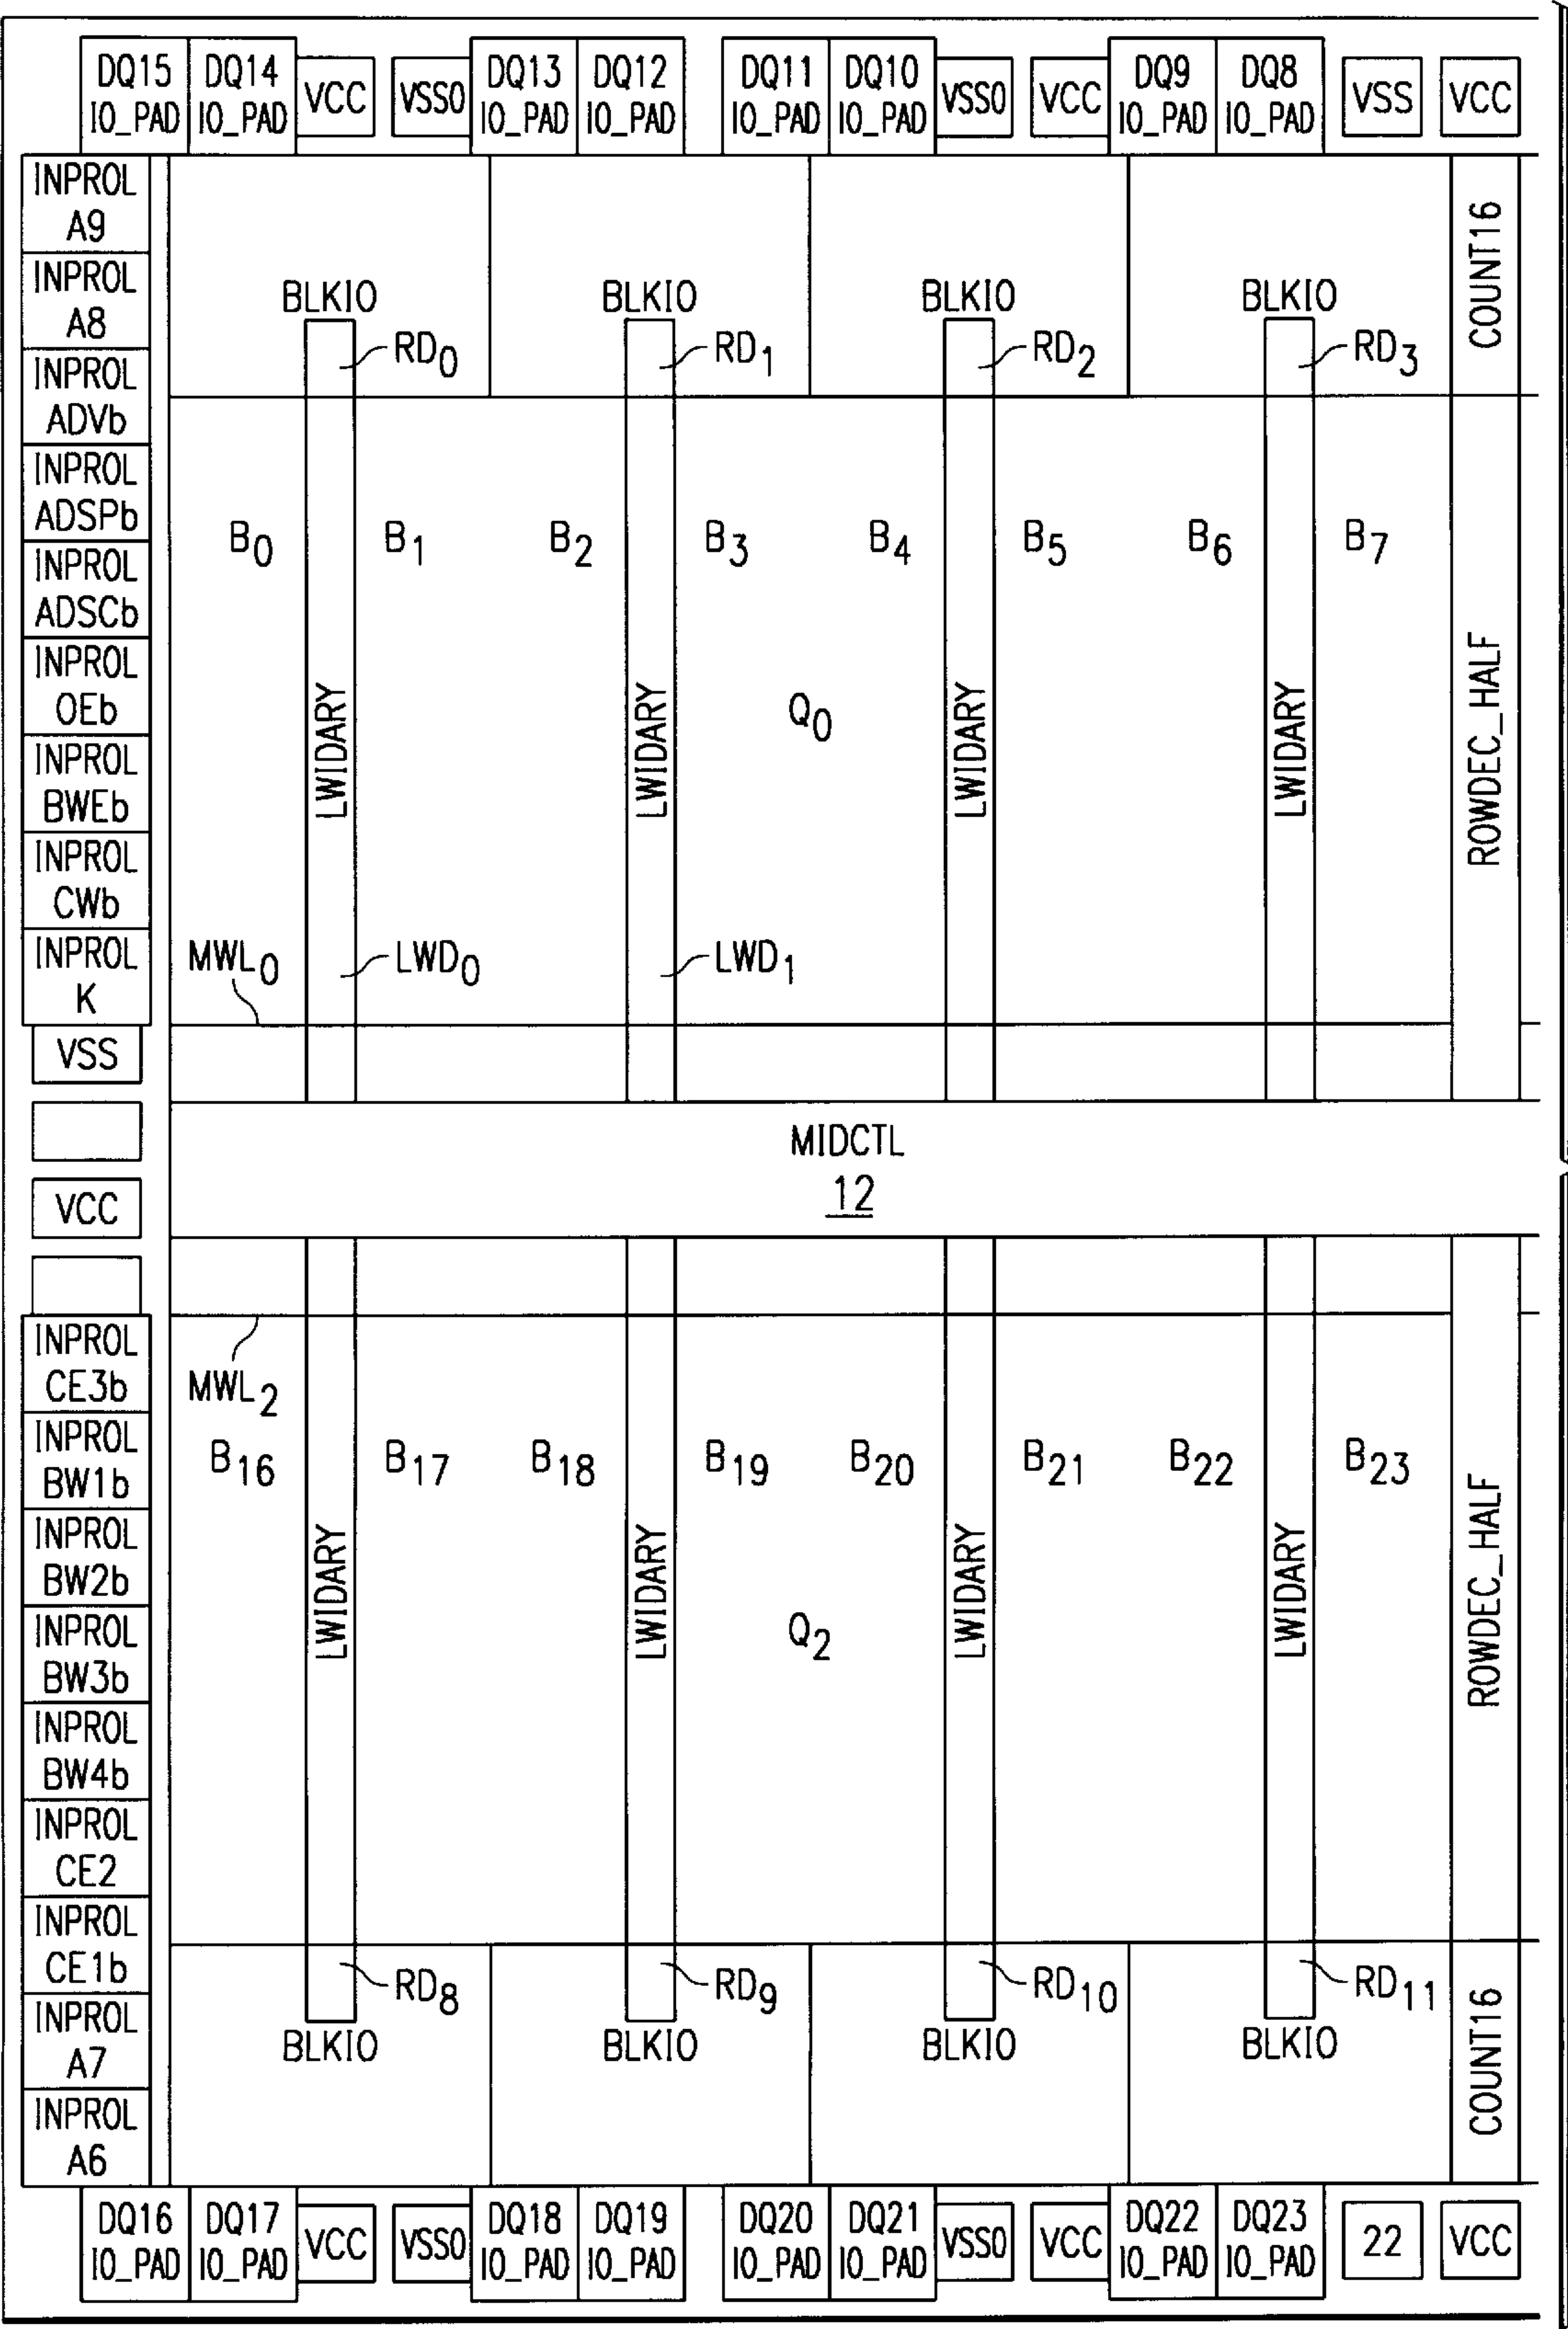 DQ15 IO_PAD
DQ14 IO_PAD
VCC
VSSO
DQ13 IO_PAD
DQ12 IO_PAD
DQ11 IO_PAD
DQ10 IO_PAD
VSSO
VCC
DQ9 IO_PAD
DQ8 IO_PAD
VSS
VCC
INPROL A9
INPROL A8
INPROL ADVb
INPROL ADSPb
INPROL ADSCb
INPROL OEb
INPROL BWEb
INPROL CWb
INPROL K
VSS
VCC
INPROL CE3b
INPROL BW1b
INPROL BW2b
INPROL BW3b
INPROL BW4b
INPROL CE2
INPROL CE1b
INPROL A7
INPROL A6
BLKIO BLKIO BLKIO BLKIO
RD0 RD1 RD2 RD3
COUNT16
B0 B1 B2 B3 B4 B5 B6 B7
LWIDARY LWIDARY Q0 LWIDARY LWIDARY
ROWDEC_HALF
MWL0 LWD0 LWD1
MIDCTL
12
MWL2
B16 B17 B18 B19 B20 B21 B22 B23
LWIDARY LWIDARY Q2 LWIDARY LWIDARY
ROWDEC_HALF
RD8 RD9 RD10 RD11
BLKIO BLKIO BLKIO BLKIO
COUNT16
DQ16 IO_PAD
DQ17 IO_PAD
VCC
VSSO
DQ18 IO_PAD
DQ19 IO_PAD
DQ20 IO_PAD
DQ21 IO_PAD
VSSO
VCC
DQ22 IO_PAD
DQ23 IO_PAD
22
VCC